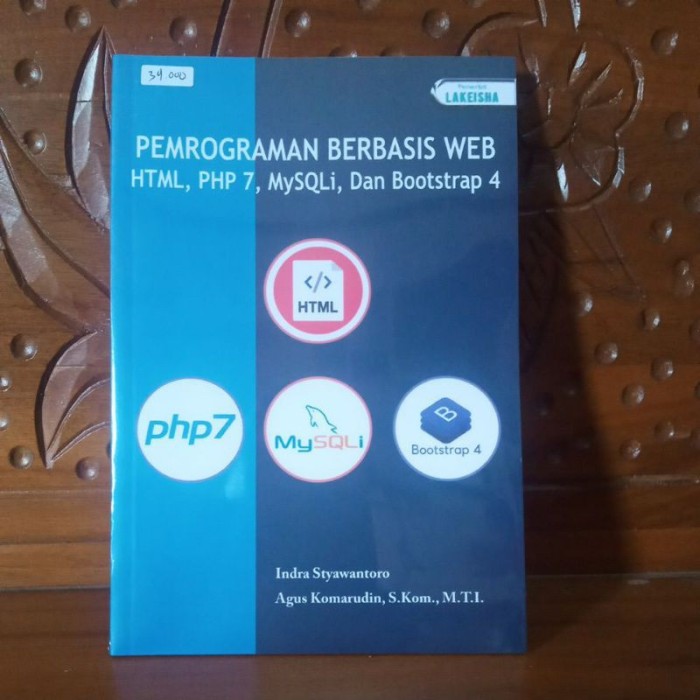 34 000
Penerbit
LAKEISHA
PEMROGRAMAN BERBASIS WEB
HTML, PHP 7, MySQLi, Dan Bootstrap 4
</>
HTML
php7
MySQLi
B
Bootstrap 4
Indra Styawantoro
Agus Komarudin, S.Kom., M.T.I.